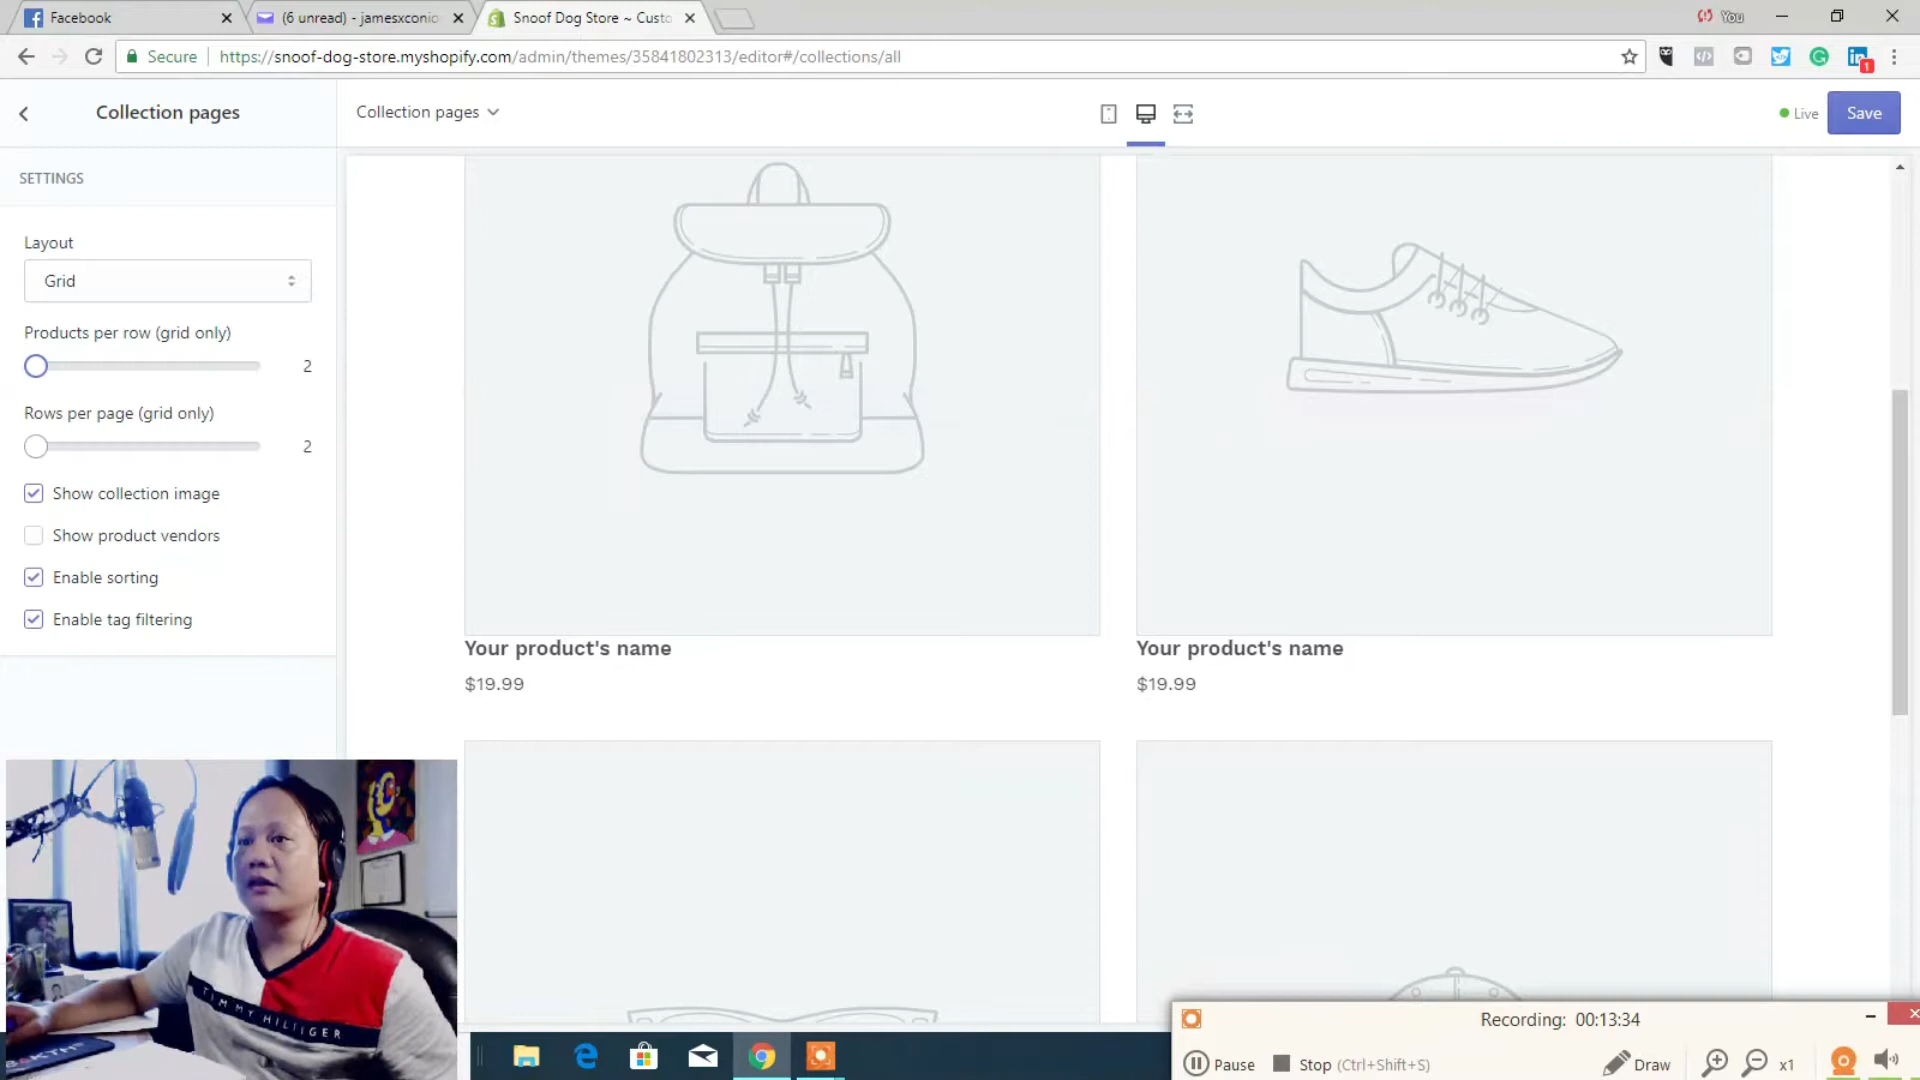 Facebook
(6 unread) - jamesxconio
Snoof Dog Store ~ Custo
You
Secure
https://snoof-dog-store.myshopify.com/admin/themes/35841802313/editor#/collections/all
1
Collection pages
Collection pages
Live
Save
SETTINGS
Layout
Grid
Products per row (grid only)
2
Rows per page (grid only)
2
Show collection image
Show product vendors
Enable sorting
Enable tag filtering
Your product's name
$19.99
Your product's name
$19.99
TIMMY HILFIGER
Recording: 00:13:34
Pause
Stop (Ctrl+Shift+S)
Draw
x1